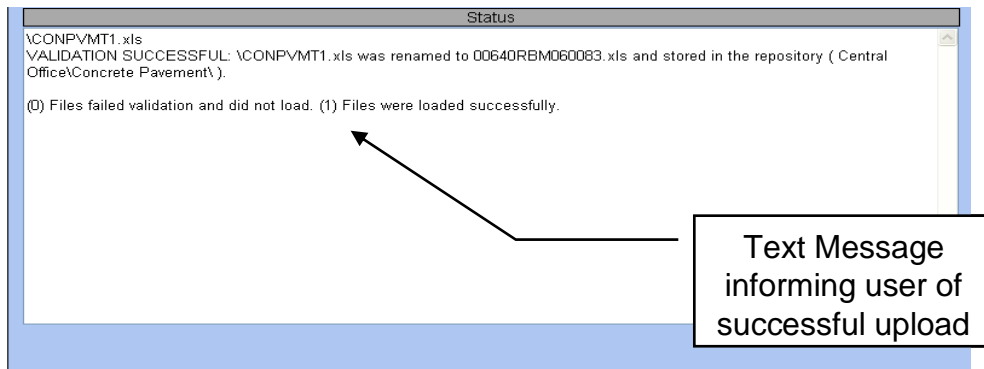 Status
\CONPVMT1.xls
VALIDATION SUCCESSFUL: \CONPVMT1.xls was renamed to 00640RBM060083.xls and stored in the repository ( Central
Office\Concrete Pavement\ ).
(0) Files failed validation and did not load. (1) Files were loaded successfully.
Text Message
informing user of
successful upload